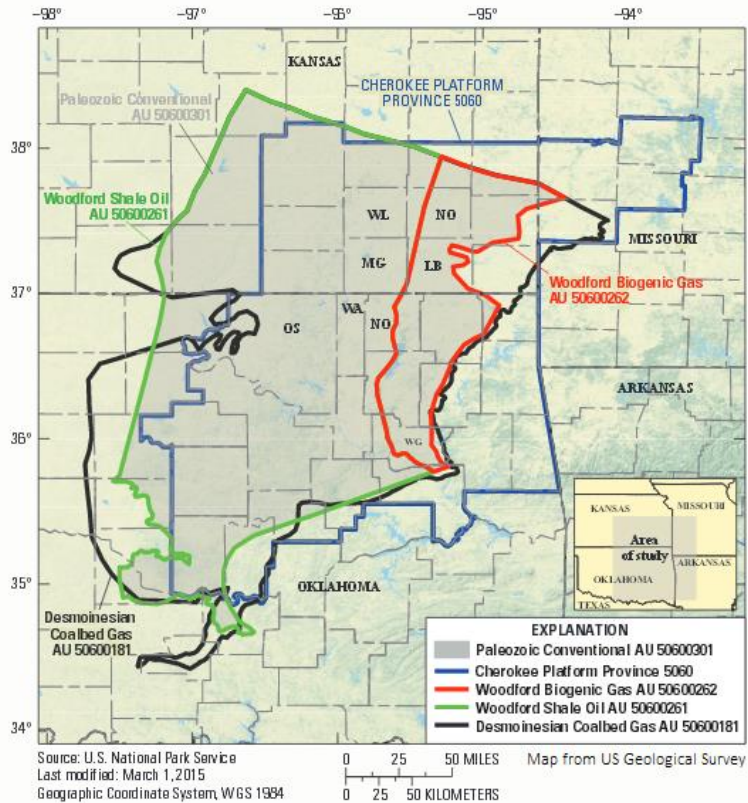 −98° −97° −96° −95° −94°
KANSAS
Paleozoic Conventional
AU 50600301
CHEROKEE PLATFORM
PROVINCE 5060
38°
Woodford Shale Oil
AU 50600261
WL
NO
MISSOURI
MG
LB
Woodford Biogenic Gas
AU 50600262
37°
OS
WA
NO
ARKANSAS
36°
WG
KANSAS
MISSOURI
Area
of study
ARKANSAS
OKLAHOMA
TEXAS
35°
OKLAHOMA
Desmoinesian
Coalbed Gas
AU 50600181
34°
EXPLANATION
Paleozoic Conventional AU 50600301
Cherokee Platform Province 5060
Woodford Biogenic Gas AU 50600262
Woodford Shale Oil AU 50600261
Desmoinesian Coalbed Gas AU 50600181
Source: U.S. National Park Service
Last modified: March 1, 2015
Geographic Coordinate System, WGS 1984
0 25 50 MILES
0 25 50 KILOMETERS
Map from US Geological Survey